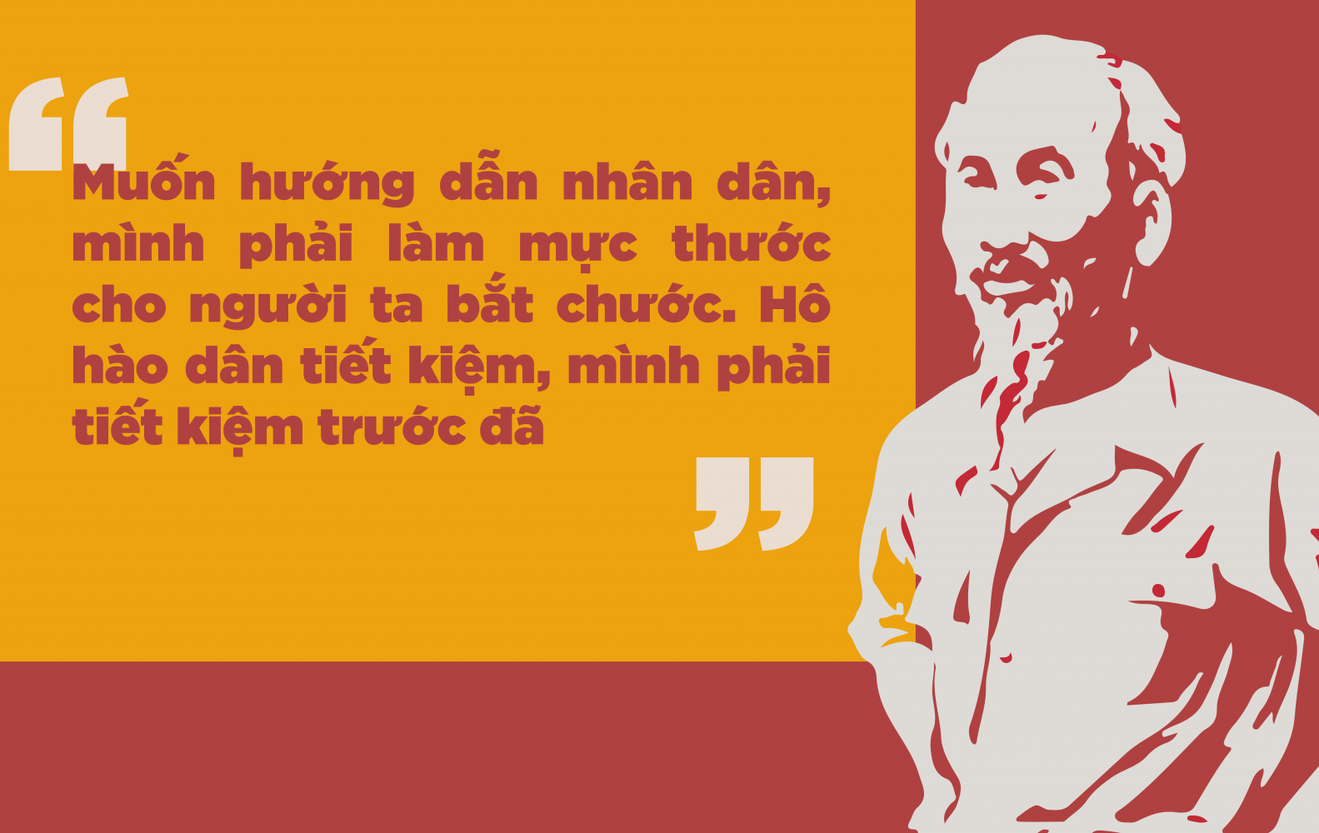 “Muốn hướng dẫn nhân dân,
mình phải làm mực thước
cho người ta bắt chước. Hô
hào dân tiết kiệm, mình phải
tiết kiệm trước đã
”